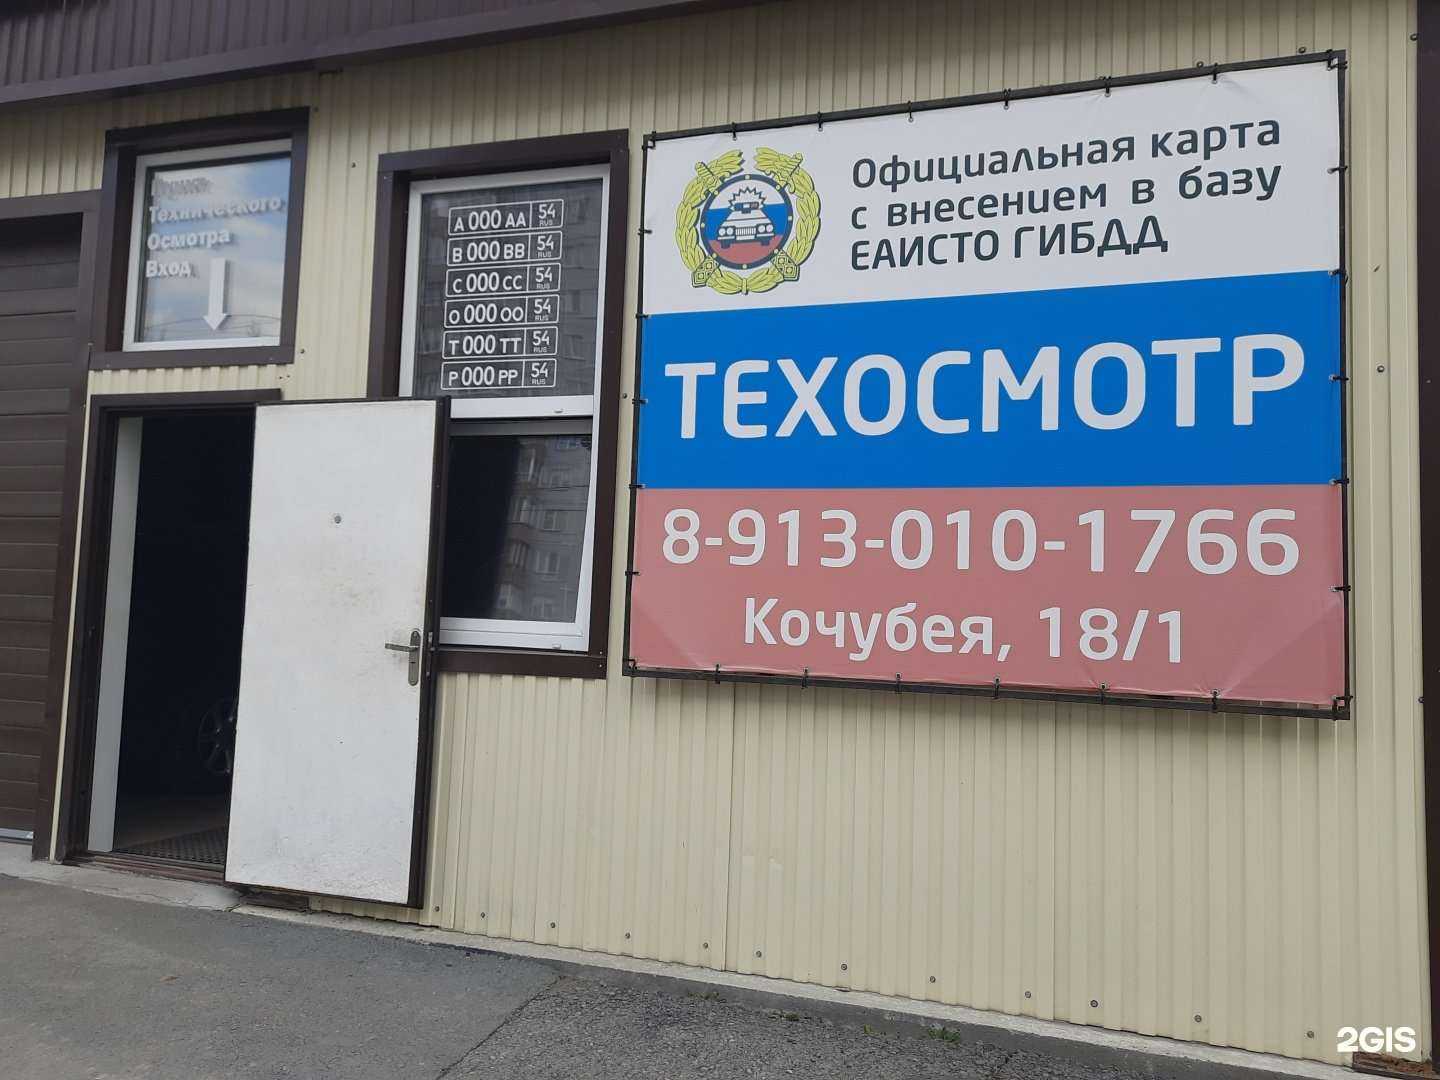 Технического
Осмотра
Вход
А 000 АА 54 RUS
В 000 ВВ 54 RUS
С 000 СС 54 RUS
О 000 ОО 54 RUS
Т 000 ТТ 54 RUS
Р 000 РР 54 RUS
Официальная карта
с внесением в базу
ЕАИСТО ГИБДД
ТЕХОСМОТР
8-913-010-1766
Кочубея, 18/1
2GIS